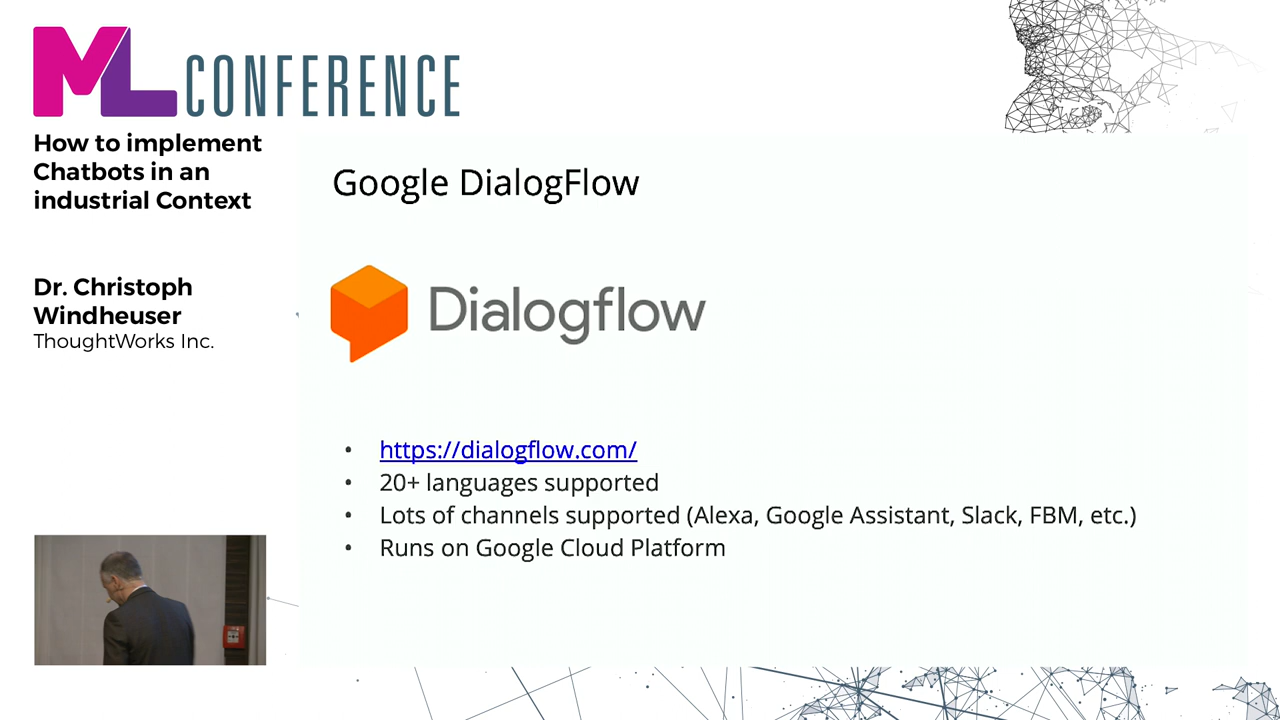 ML CONFERENCE
How to implement
Chatbots in an
industrial Context
Dr. Christoph
Windheuser
ThoughtWorks Inc.
Google DialogFlow
Dialogflow
• https://dialogflow.com/
• 20+ languages supported
• Lots of channels supported (Alexa, Google Assistant, Slack, FBM, etc.)
• Runs on Google Cloud Platform